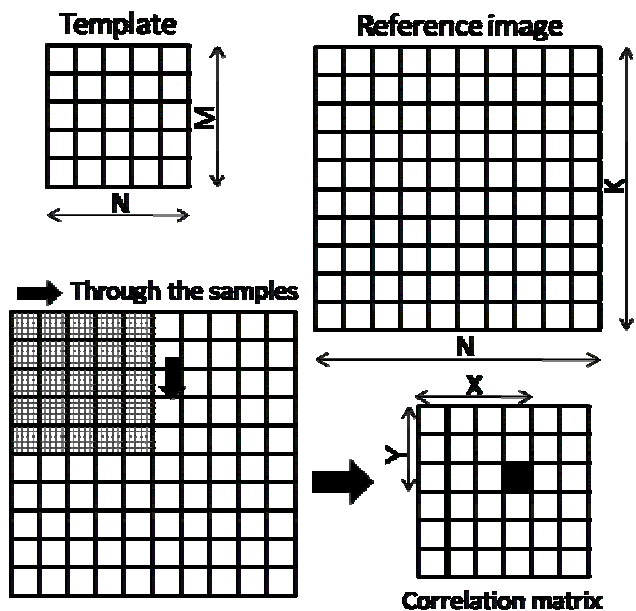 Template
Reference image
M
N
K
Through the samples
N
X
Y
Correlation matrix